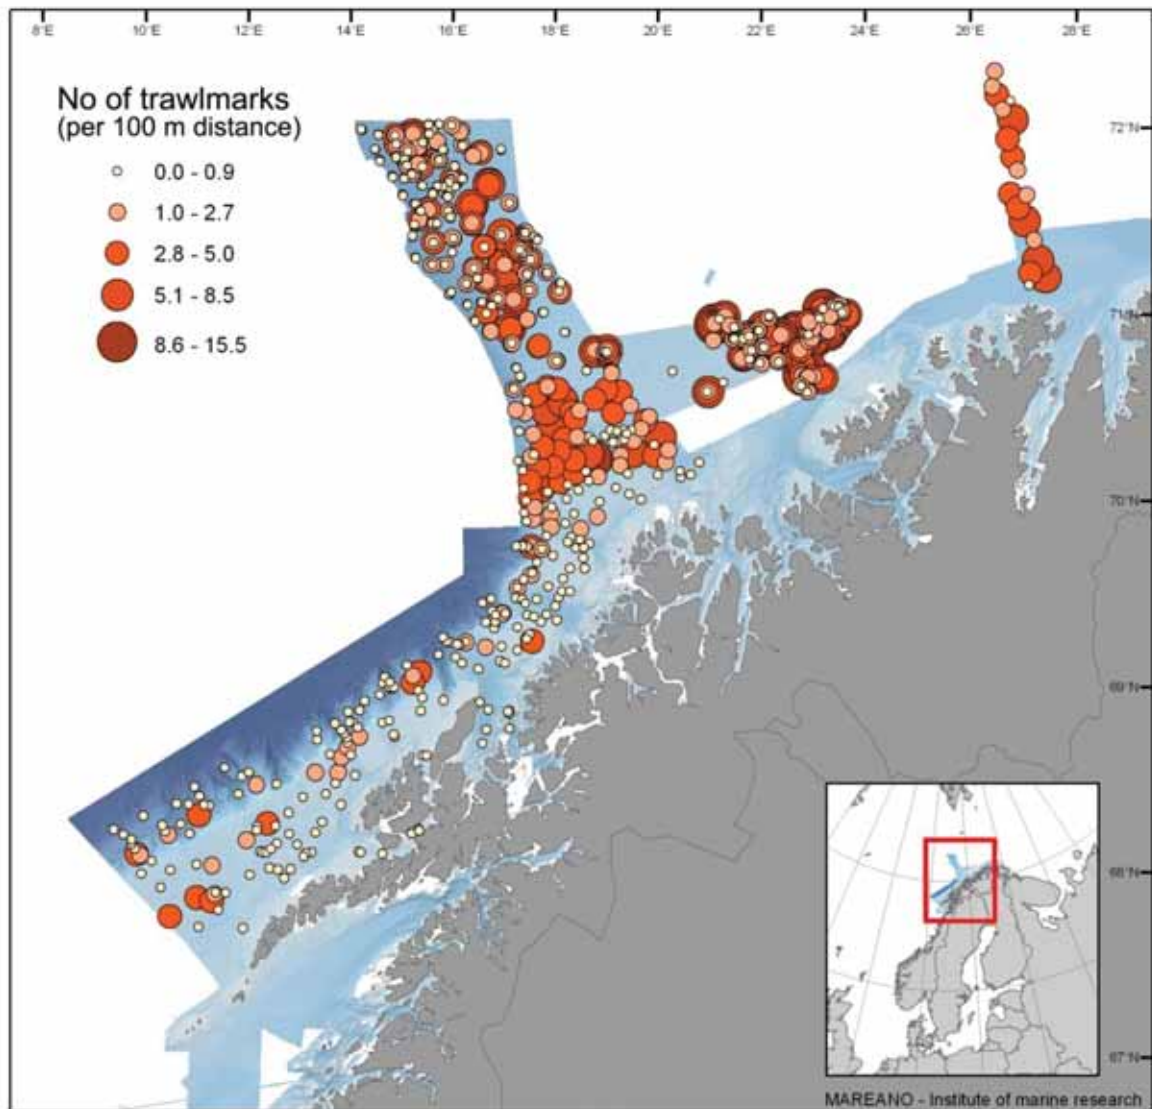 8°E 10°E 12°E 14°E 16°E 18°E 20°E 22°E 24°E 26°E 28°E
No of trawlmarks
(per 100 m distance)
0.0 - 0.9
1.0 - 2.7
2.8 - 5.0
5.1 - 8.5
8.6 - 15.5
72°N
71°N
70°N
69°N
68°N
67°N
MAREANO - Institute of marine research